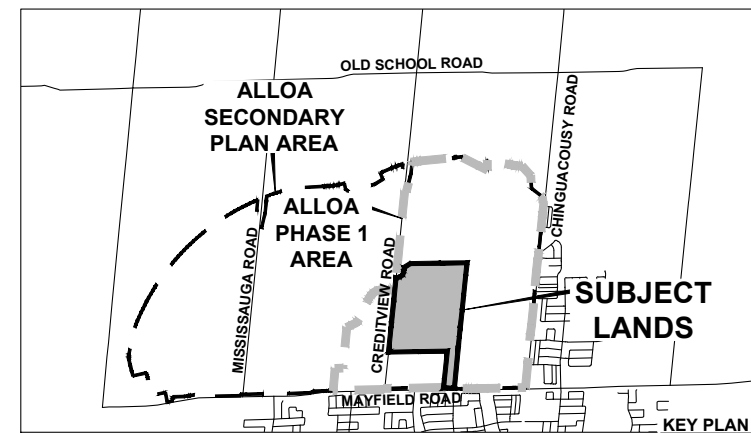 OLD SCHOOL ROAD
ALLOA
SECONDARY
PLAN AREA
CHINGUACOUSY ROAD
ALLOA
PHASE 1
AREA
MISSISSAUGA ROAD
CREDITVIEW ROAD
SUBJECT
LANDS
MAYFIELD ROAD
KEY PLAN